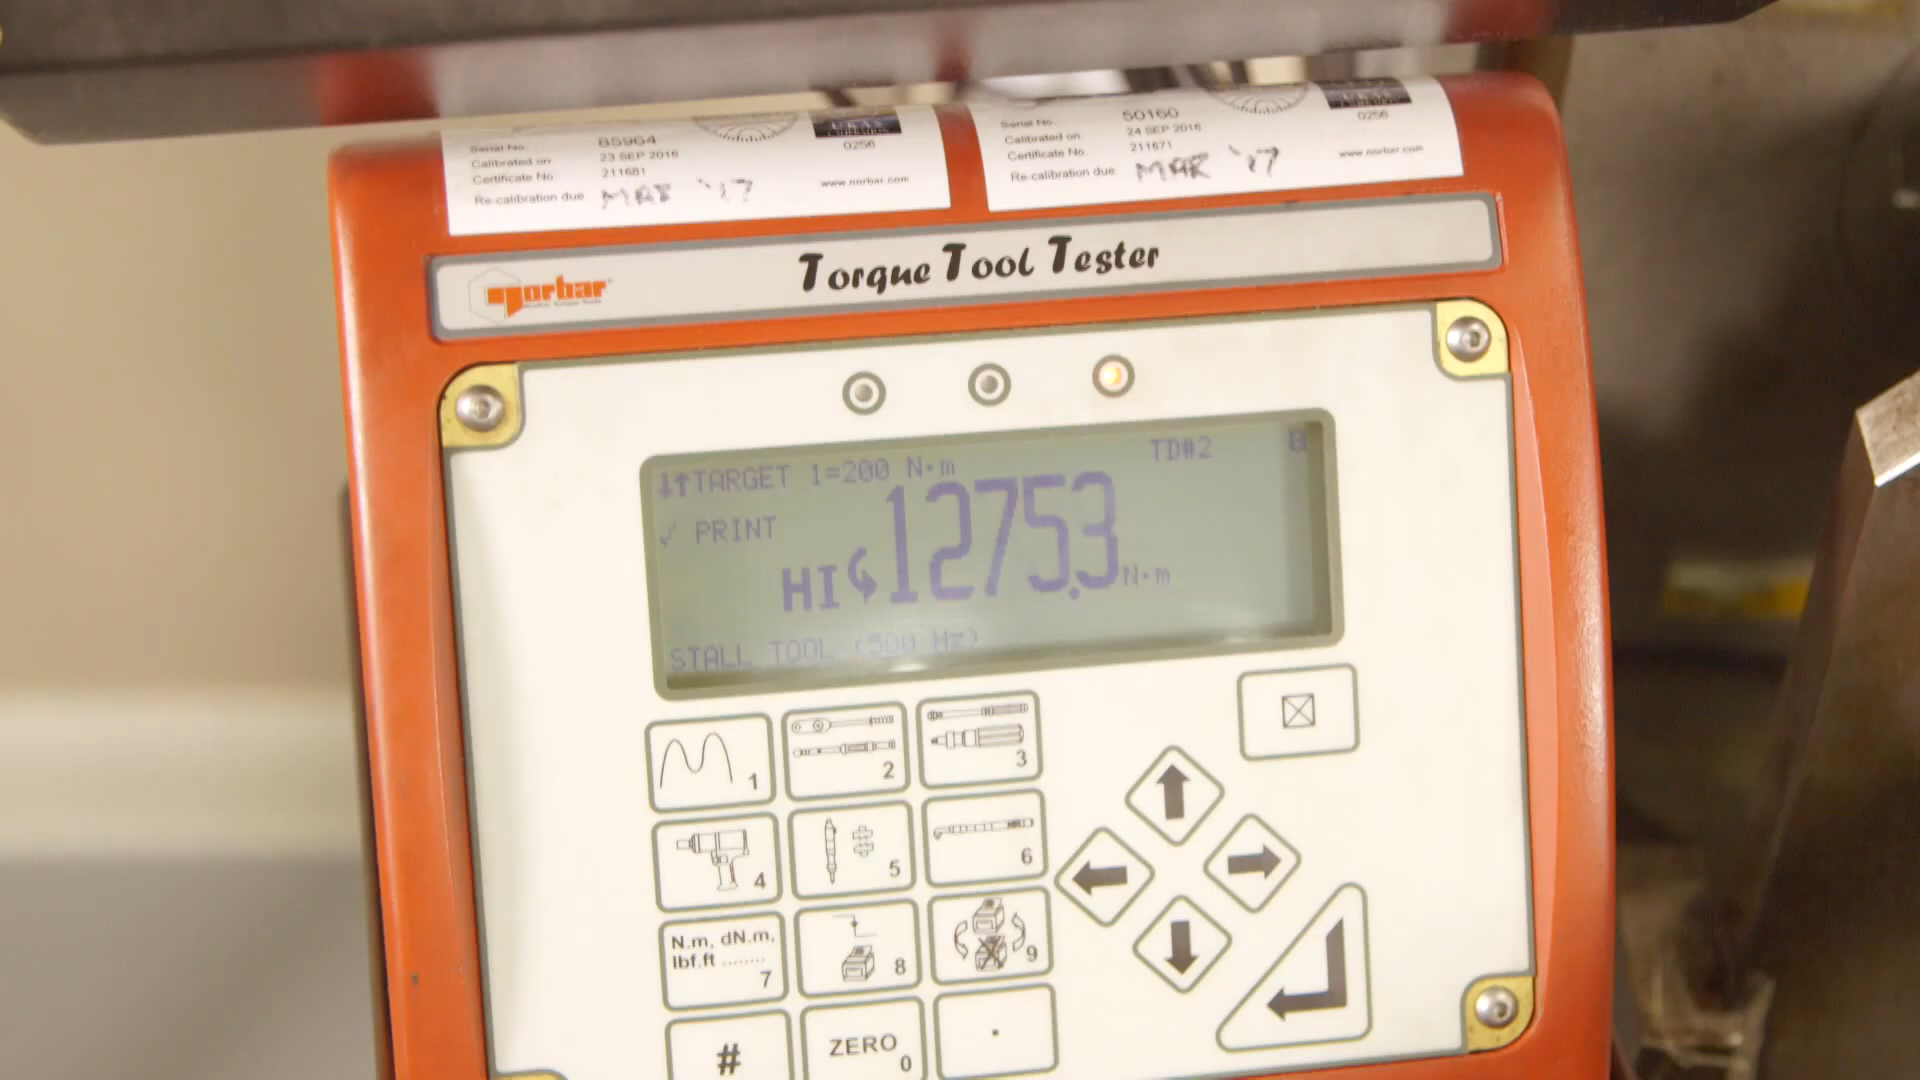 UKAS
CALIBRATION
Serial No. 85964 0256
Calibrated on 23 SEP 2016
Certificate No. 211681
Re-calibration due MAR '17 www.norbar.com
Serial No. 50160 0256
Calibrated on 24 SEP 2016
Certificate No. 211671
Re-calibration due MAR '17 www.norbar.com
norbar
Torque Tool Tester
↓↑TARGET 1=200 N·m TD#2
✓ PRINT
HI 1275.3 N·m
STALL TOOL (500 Hz)
1
2
3
4
5
6
N.m, dN.m,
lbf.ft ........
7
8
9
#
ZERO 0
.